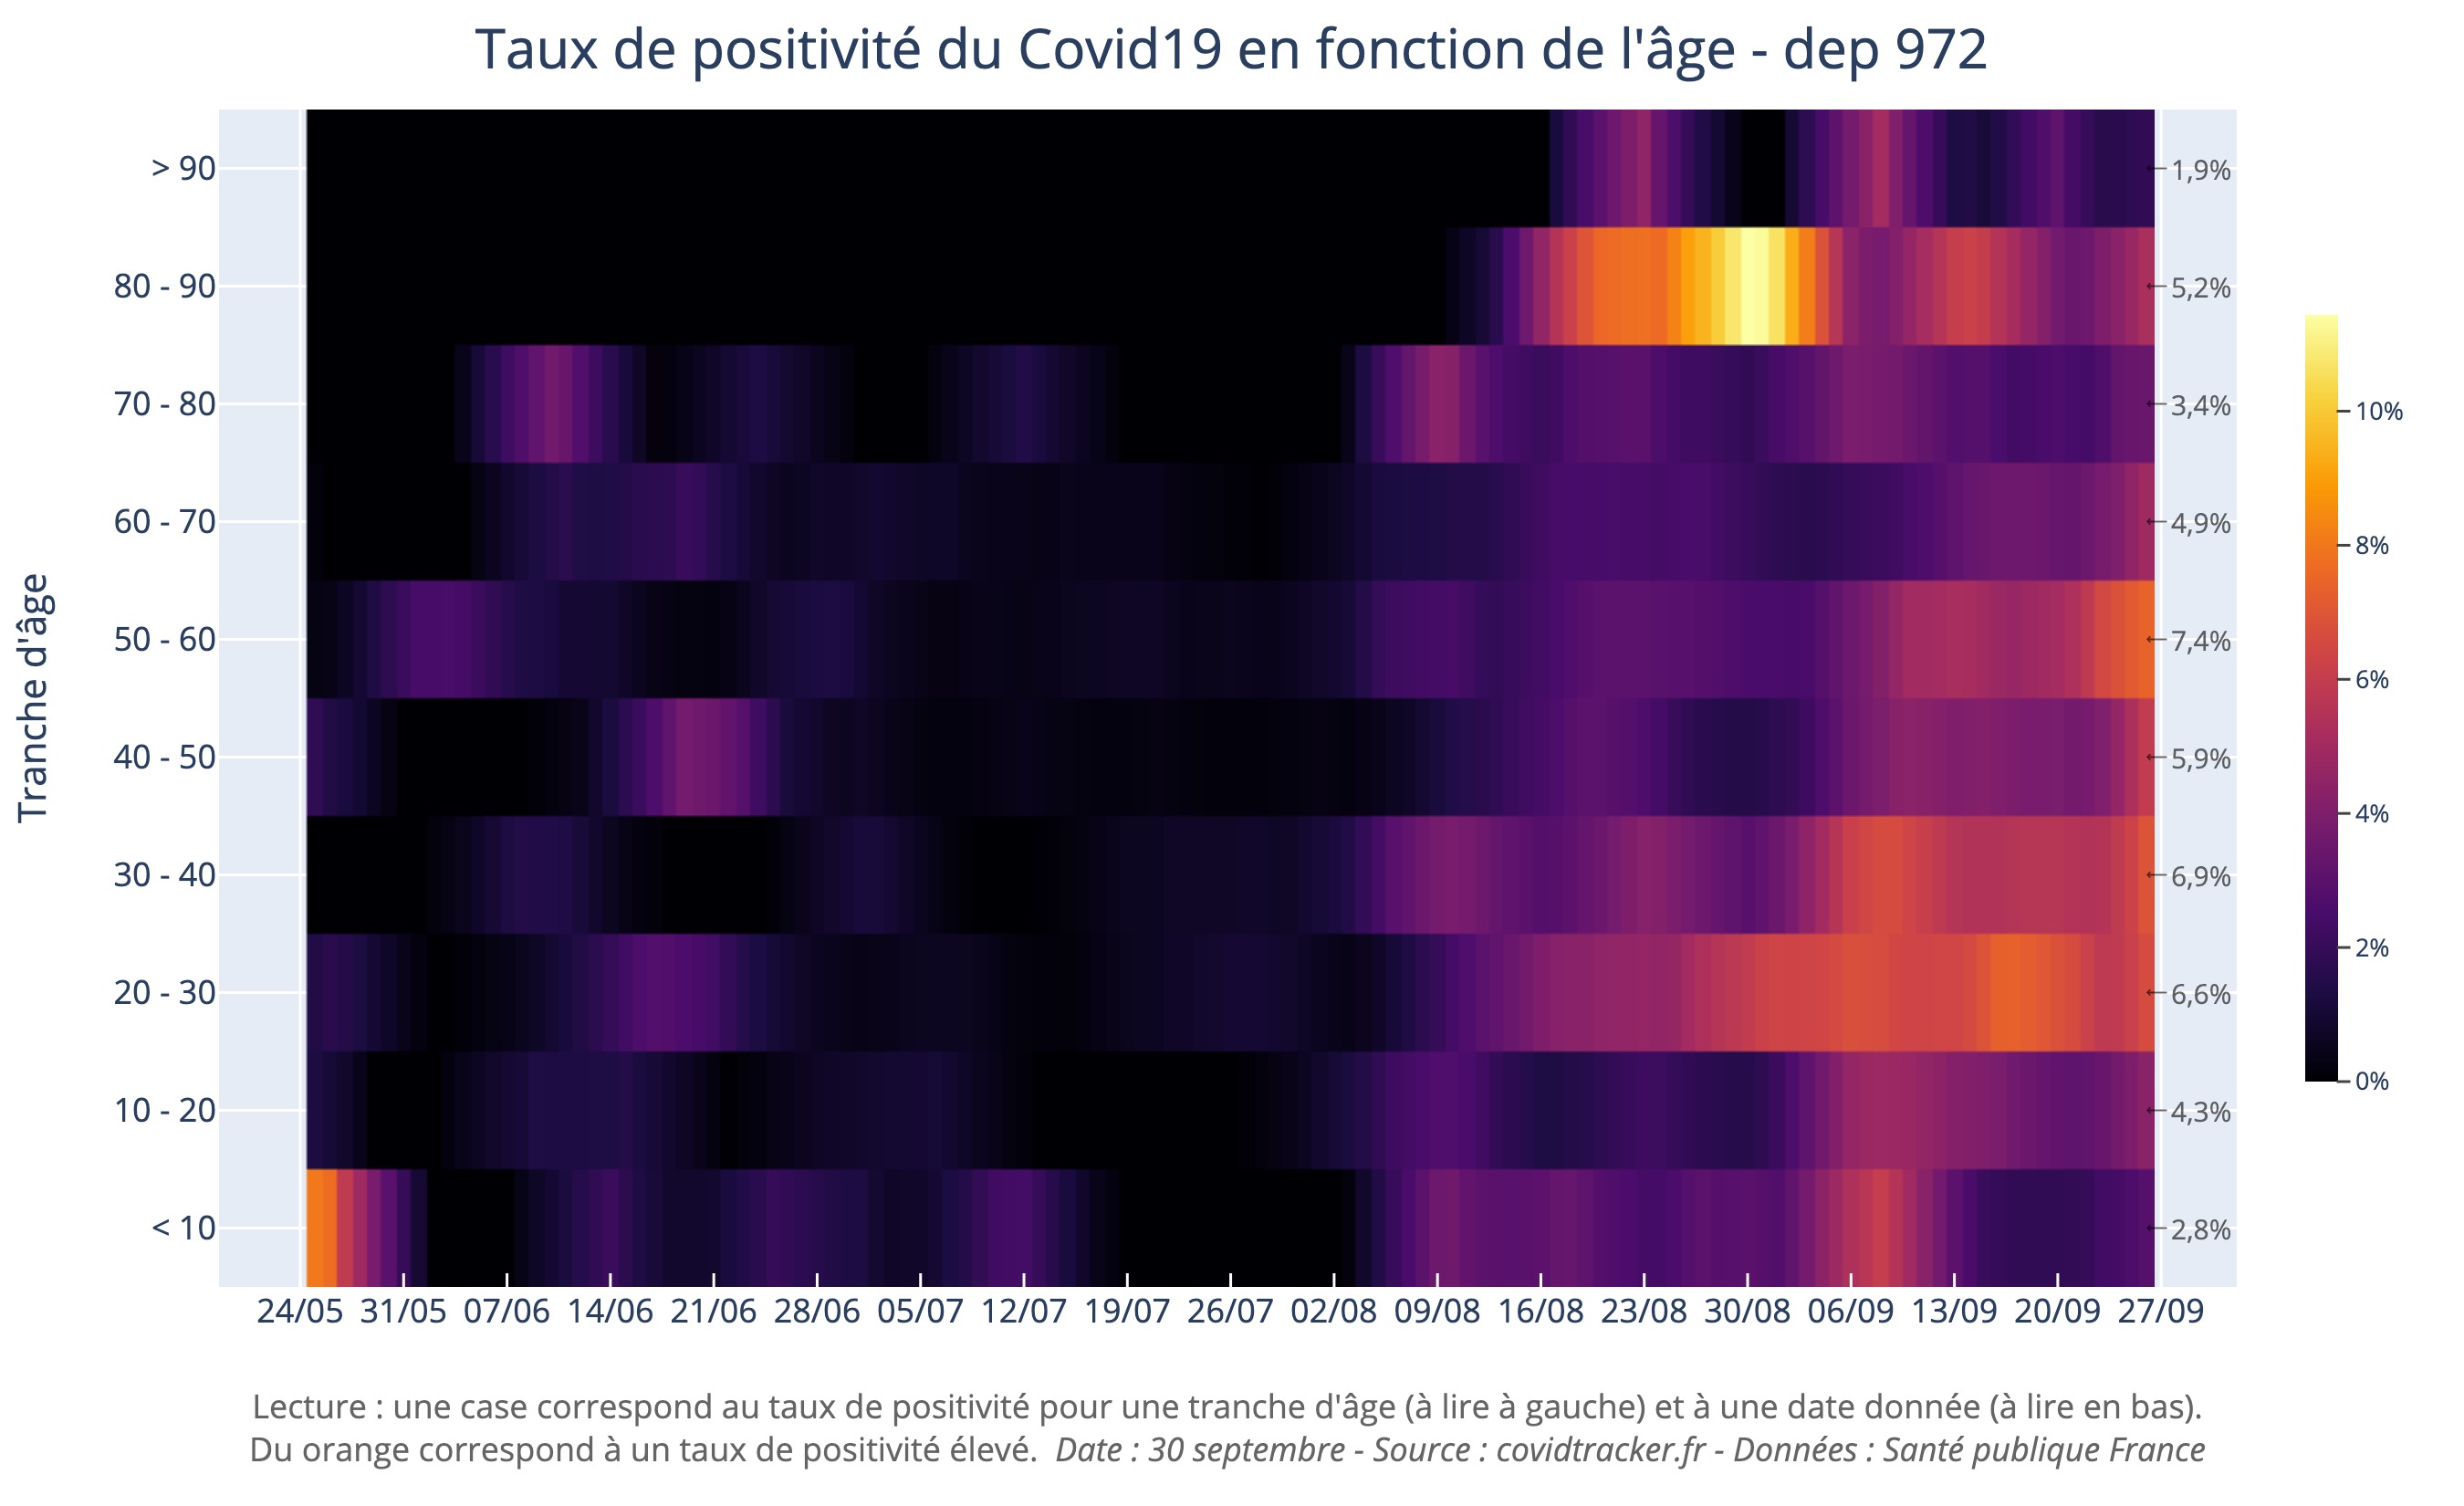 Taux de positivité du Covid19 en fonction de l'âge - dep 972
Tranche d'âge
> 90
80 - 90
70 - 80
60 - 70
50 - 60
40 - 50
30 - 40
20 - 30
10 - 20
< 10
1,9%
5,2%
3,4%
4,9%
7,4%
5,9%
6,9%
6,6%
4,3%
2,8%
10%
8%
6%
4%
2%
0%
24/05 31/05 07/06 14/06 21/06 28/06 05/07 12/07 19/07 26/07 02/08 09/08 16/08 23/08 30/08 06/09 13/09 20/09 27/09
Lecture : une case correspond au taux de positivité pour une tranche d'âge (à lire à gauche) et à une date donnée (à lire en bas).
Du orange correspond à un taux de positivité élevé. Date : 30 septembre - Source : covidtracker.fr - Données : Santé publique France